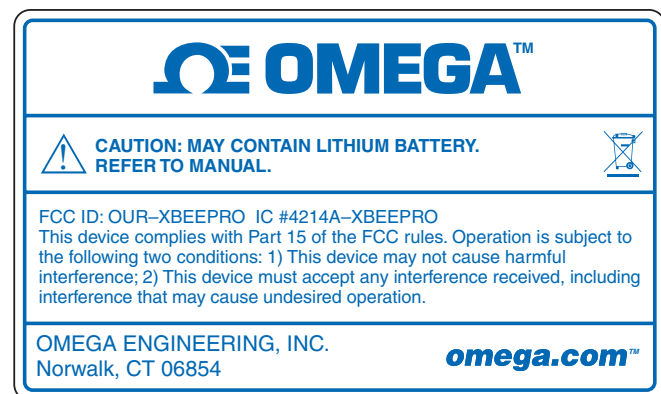 ΩE OMEGA™
CAUTION: MAY CONTAIN LITHIUM BATTERY.
REFER TO MANUAL.
FCC ID: OUR–XBEEPRO  IC #4214A–XBEEPRO
This device complies with Part 15 of the FCC rules. Operation is subject to
the following two conditions: 1) This device may not cause harmful
interference; 2) This device must accept any interference received, including
interference that may cause undesired operation.
OMEGA ENGINEERING, INC.
Norwalk, CT 06854
omega.com™